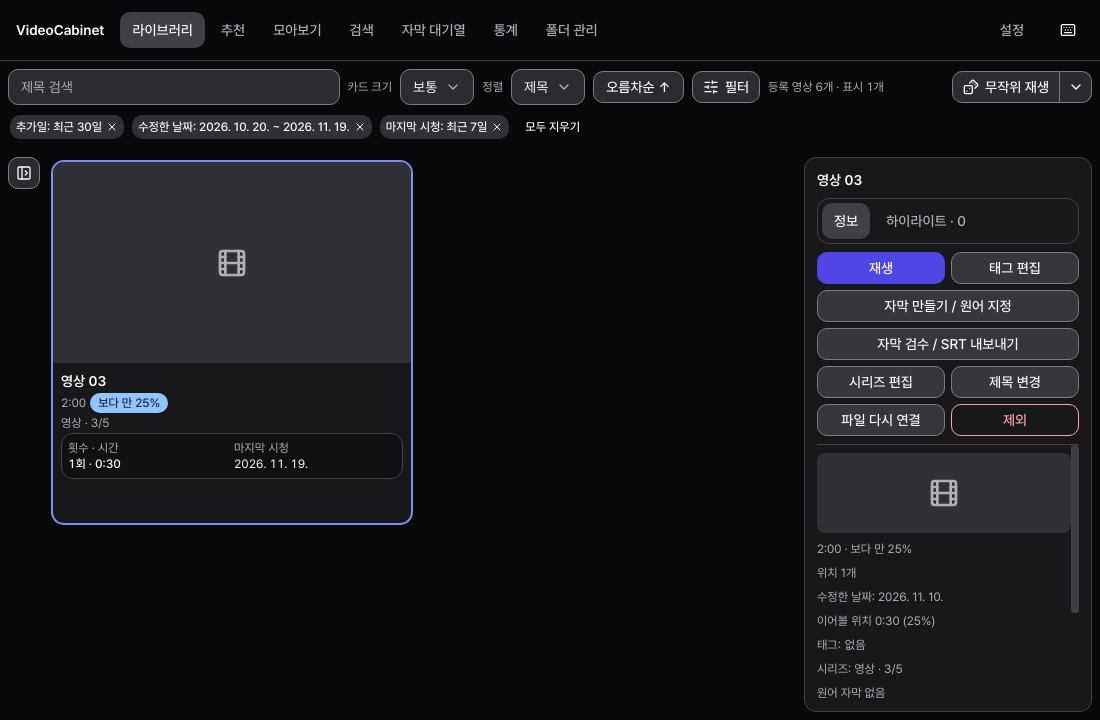 VideoCabinet 라이브러리 추천 모아보기 검색 자막 대기열 통계 폴더 관리 설정
제목 검색 카드 크기 보통 정렬 제목 오름차순 ↑ 필터 등록 영상 6개 · 표시 1개 무작위 재생
추가일: 최근 30일 × 수정한 날짜: 2026. 10. 20. ~ 2026. 11. 19. × 마지막 시청: 최근 7일 × 모두 지우기
영상 03
2:00 보다 만 25%
영상 · 3/5
횟수 · 시간 마지막 시청
1회 · 0:30 2026. 11. 19.
영상 03
정보 하이라이트 · 0
재생 태그 편집
자막 만들기 / 원어 지정
자막 검수 / SRT 내보내기
시리즈 편집 제목 변경
파일 다시 연결 제외
2:00 · 보다 만 25%
위치 1개
수정한 날짜: 2026. 11. 10.
이어볼 위치 0:30 (25%)
태그: 없음
시리즈: 영상 · 3/5
원어 자막 없음